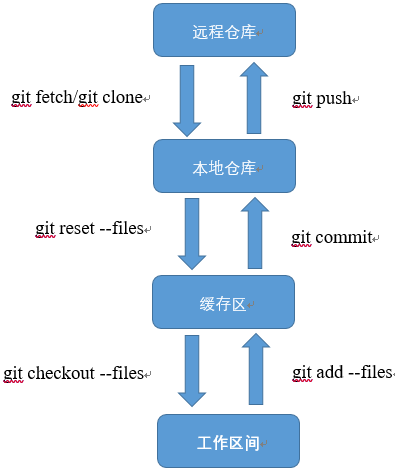 远程仓库
git fetch/git clone
git push
本地仓库
git reset --files
git commit
缓存区
git checkout --files
git add --files
工作区间